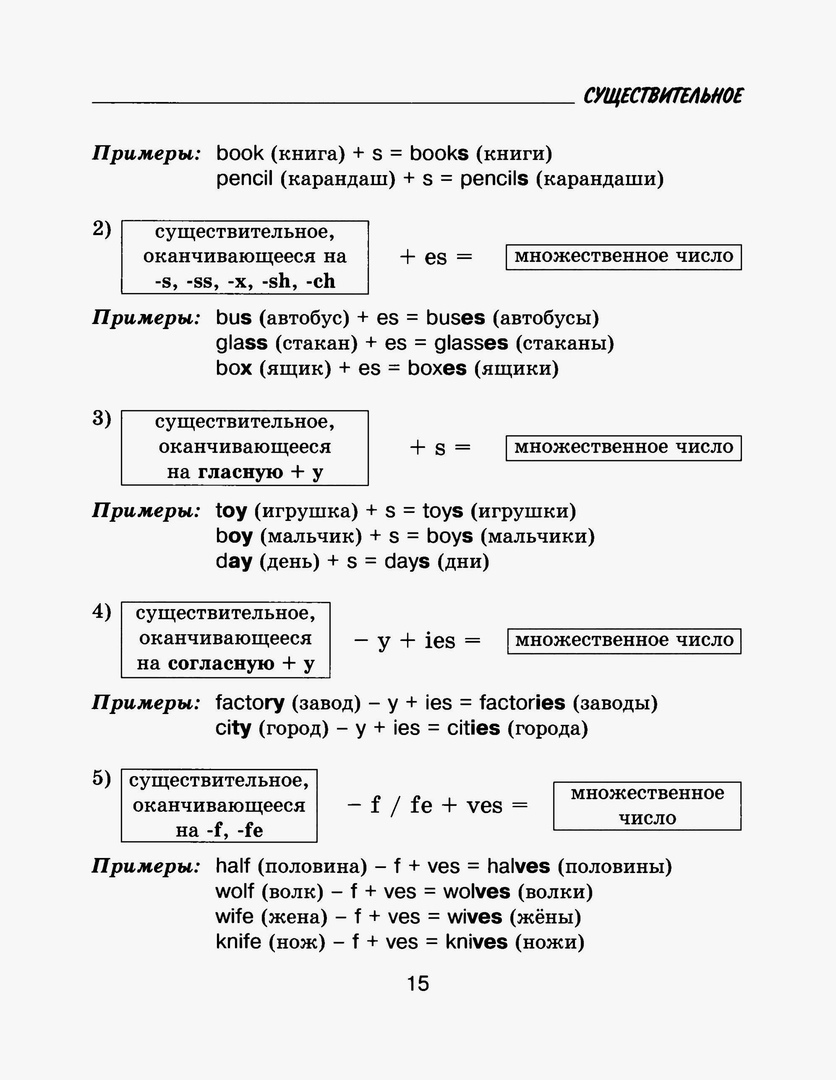 СУЩЕСТВИТЕЛЬНОЕ
Примеры: book (книга) + s = books (книги)
pencil (карандаш) + s = pencils (карандаши)
2) существительное,
оканчивающееся на
-s, -ss, -x, -sh, -ch
+ es =
множественное число
Примеры: bus (автобус) + es = buses (автобусы)
glass (стакан) + es = glasses (стаканы)
box (ящик) + es = boxes (ящики)
3) существительное,
оканчивающееся
на гласную + y
+ s =
множественное число
Примеры: toy (игрушка) + s = toys (игрушки)
boy (мальчик) + s = boys (мальчики)
day (день) + s = days (дни)
4) существительное,
оканчивающееся
на согласную + y
– y + ies =
множественное число
Примеры: factory (завод) – y + ies = factories (заводы)
city (город) – y + ies = cities (города)
5) существительное,
оканчивающееся
на -f, -fe
– f / fe + ves =
множественное
число
Примеры: half (половина) – f + ves = halves (половины)
wolf (волк) – f + ves = wolves (волки)
wife (жена) – f + ves = wives (жёны)
knife (нож) – f + ves = knives (ножи)
15